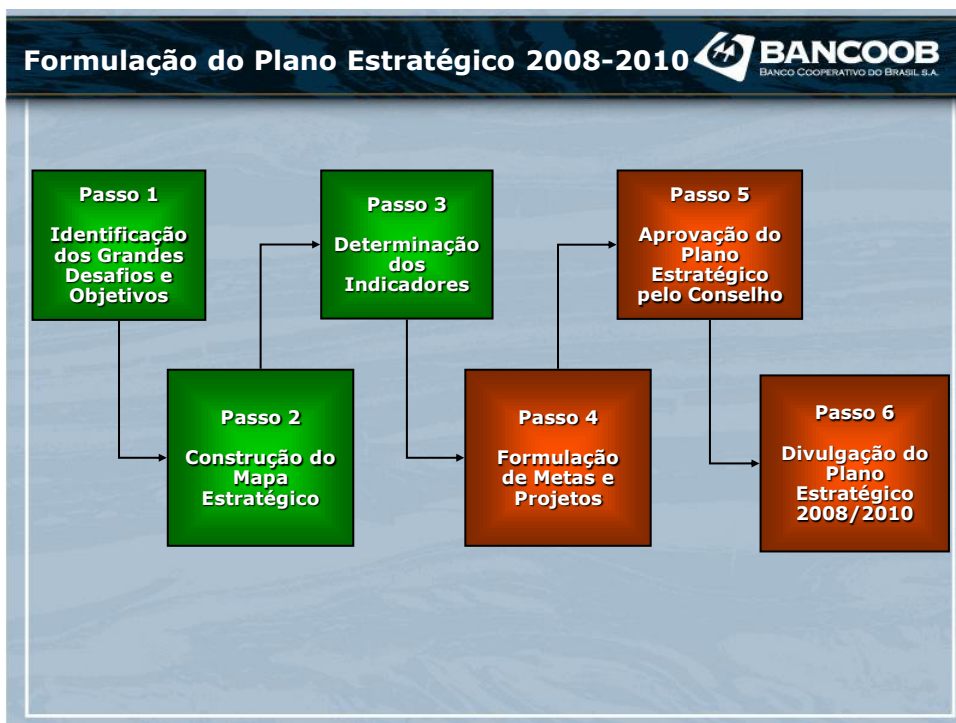 Formulação do Plano Estratégico 2008-2010
BANCOOB
BANCO COOPERATIVO DO BRASIL S.A.
Passo 1
Identificação
dos Grandes
Desafios e
Objetivos
Passo 2
Construção do
Mapa
Estratégico
Passo 3
Determinação
dos
Indicadores
Passo 4
Formulação
de Metas e
Projetos
Passo 5
Aprovação do
Plano
Estratégico
pelo Conselho
Passo 6
Divulgação do
Plano
Estratégico
2008/2010